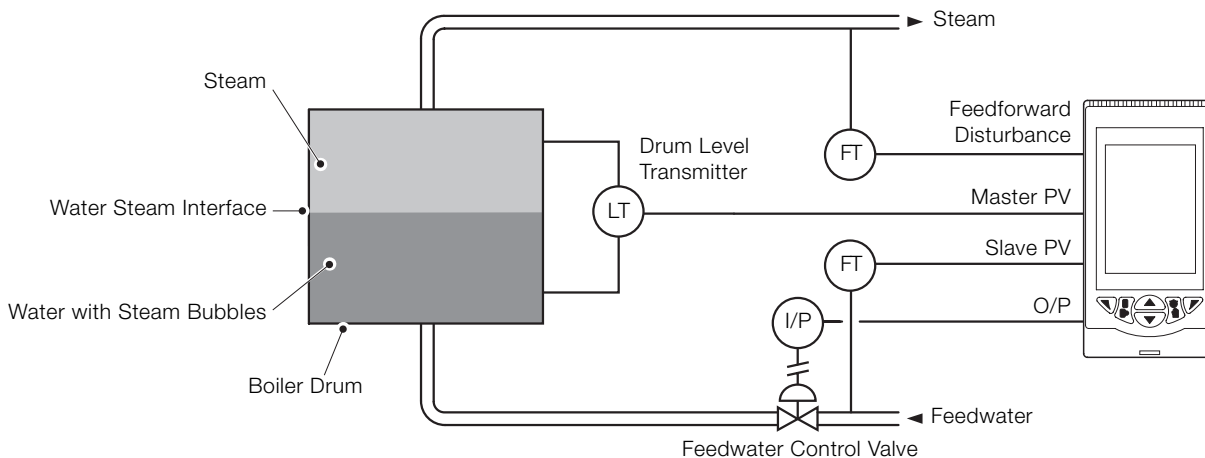 Steam
Steam
Feedforward
Disturbance
Drum Level
Transmitter
FT
Water Steam Interface
LT
Master PV
FT
Slave PV
Water with Steam Bubbles
I/P
O/P
Boiler Drum
Feedwater
Feedwater Control Valve